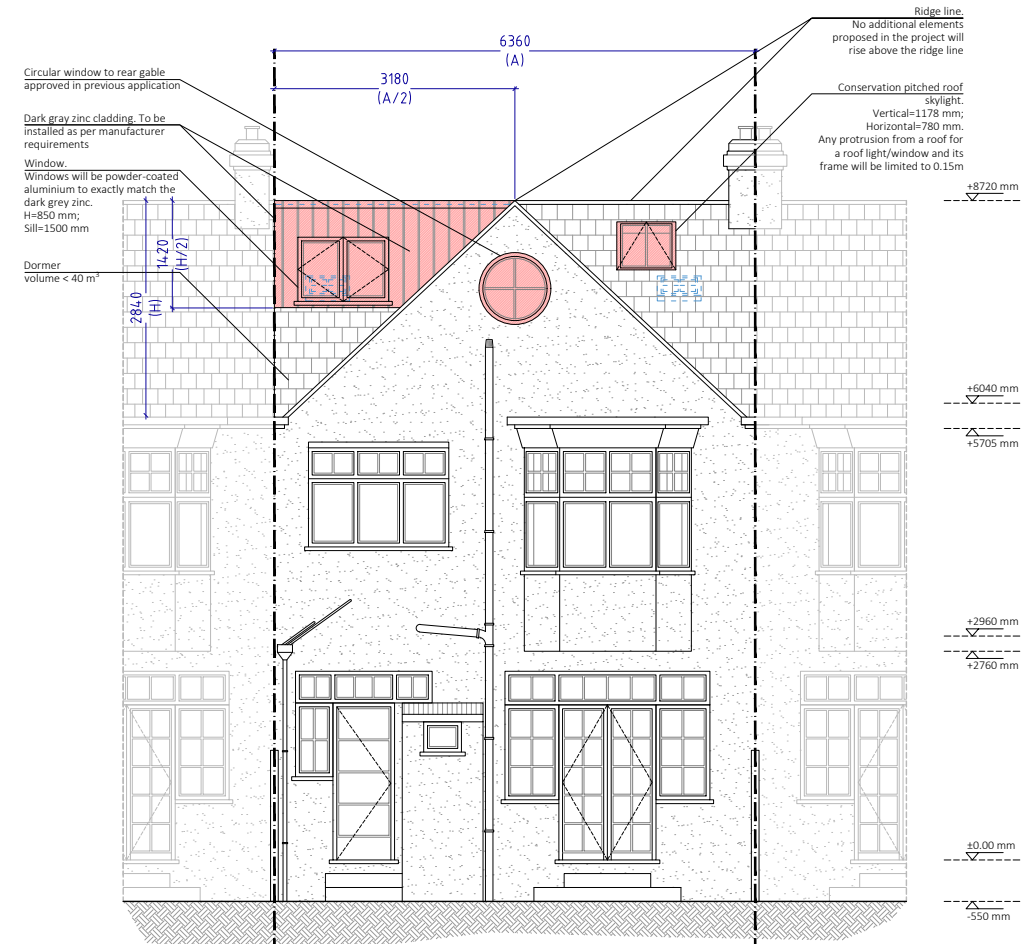 Ridge line.
No additional elements
proposed in the project will
rise above the ridge line
6360
(A)
3180
(A/2)
Circular window to rear gable
approved in previous application
Dark gray zinc cladding. To be
installed as per manufacturer
requirements
Window.
Windows will be powder-coated
aluminium to exactly match the
dark grey zinc.
H=850 mm;
Sill=1500 mm
Dormer
volume < 40 m³
Conservation pitched roof
skylight.
Vertical=1178 mm;
Horizontal=780 mm.
Any protrusion from a roof for
a roof light/window and its
frame will be limited to 0.15m
1420
(H/2)
2840
(H)
+8720 mm
+6040 mm
+5705 mm
+2960 mm
+2760 mm
±0.00 mm
-550 mm